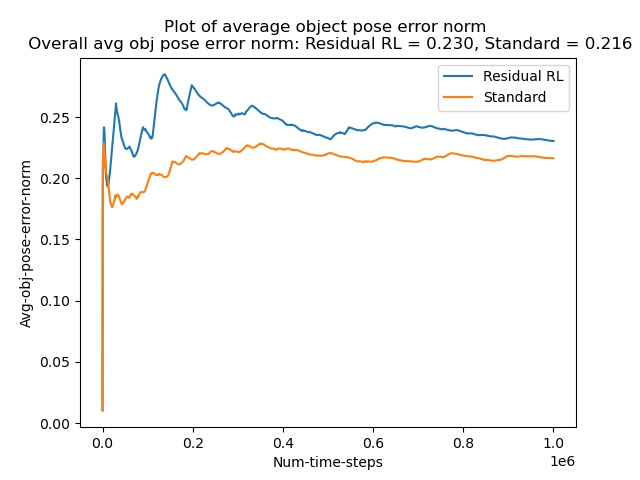 Plot of average object pose error norm
Overall avg obj pose error norm: Residual RL = 0.230, Standard = 0.216
Residual RL
Standard
Avg-obj-pose-error-norm
0.25
0.20
0.15
0.10
0.05
0.00
0.0 0.2 0.4 0.6 0.8 1.0
1e6
Num-time-steps